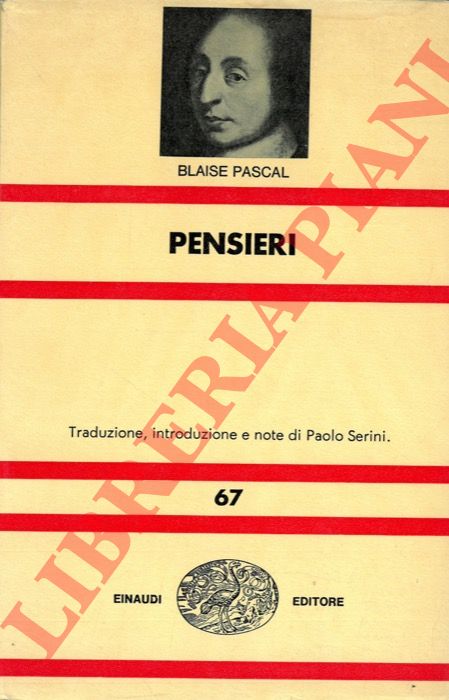 BLAISE PASCAL
PENSIERI
Traduzione, introduzione e note di Paolo Serini.
67
EINAUDI EDITORE
LIBRERIA PIANI